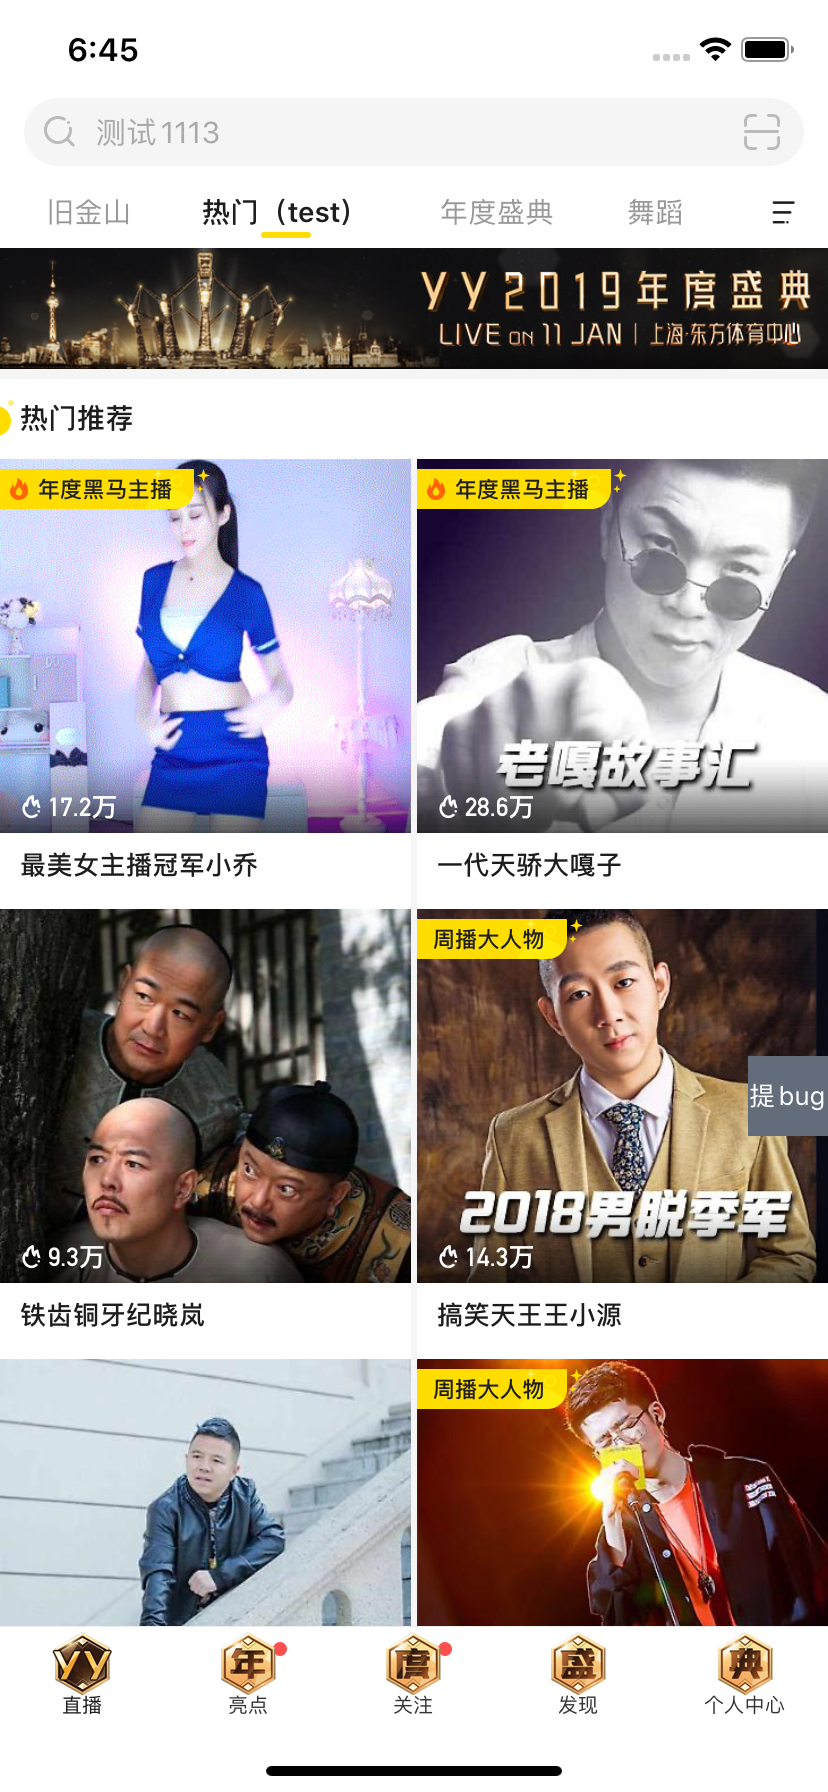 6:45
测试1113
旧金山
热门（test）
年度盛典
舞蹈
YY2019年度盛典
LIVE ON 11 JAN | 上海·东方体育中心
热门推荐
年度黑马主播
年度黑马主播
老嘎故事汇
17.2万
28.6万
最美女主播冠军小乔
一代天骄大嘎子
周播大人物
提bug
2018男脱季军
9.3万
14.3万
铁齿铜牙纪晓岚
搞笑天王王小源
周播大人物
YY
年
度
盛
典
直播
亮点
关注
发现
个人中心